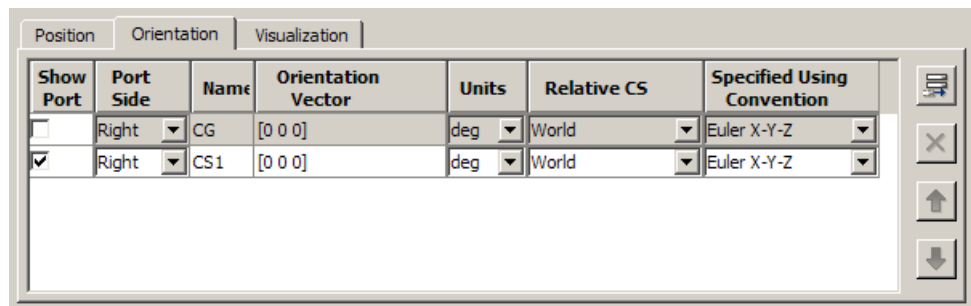 Position Orientation Visualization
Show Port Port Side Name Orientation Vector Units Relative CS Specified Using Convention
Right CG [0 0 0] deg World Euler X-Y-Z
Right CS1 [0 0 0] deg World Euler X-Y-Z